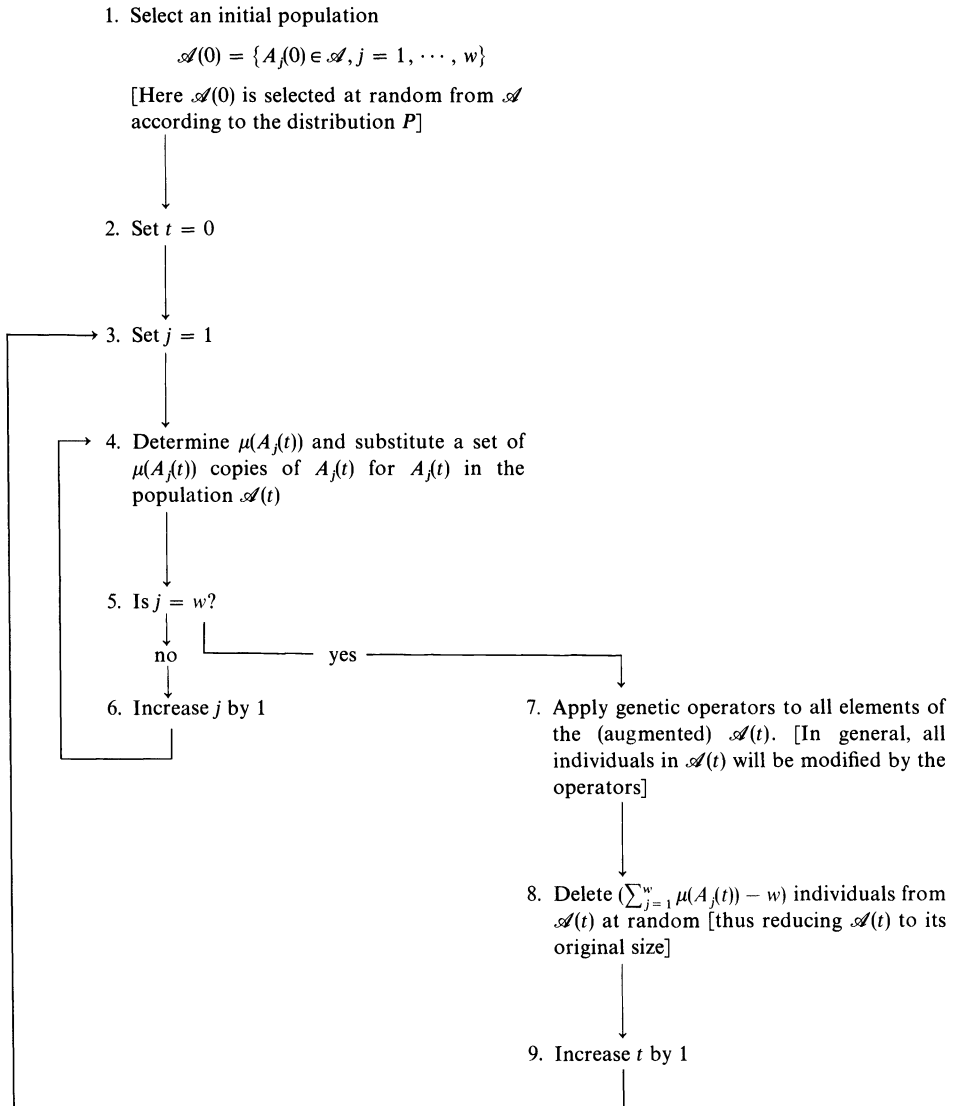 1. Select an initial population
𝒜(0) = {A_j(0) ∈ 𝒜, j = 1, ···, w}
[Here 𝒜(0) is selected at random from 𝒜
according to the distribution P]
2. Set t = 0
3. Set j = 1
4. Determine μ(A_j(t)) and substitute a set of
μ(A_j(t)) copies of A_j(t) for A_j(t) in the
population 𝒜(t)
5. Is j = w?
no
yes
6. Increase j by 1
7. Apply genetic operators to all elements of
the (augmented) 𝒜(t). [In general, all
individuals in 𝒜(t) will be modified by the
operators]
8. Delete (∑_{j=1}^{w} μ(A_j(t)) − w) individuals from
𝒜(t) at random [thus reducing 𝒜(t) to its
original size]
9. Increase t by 1